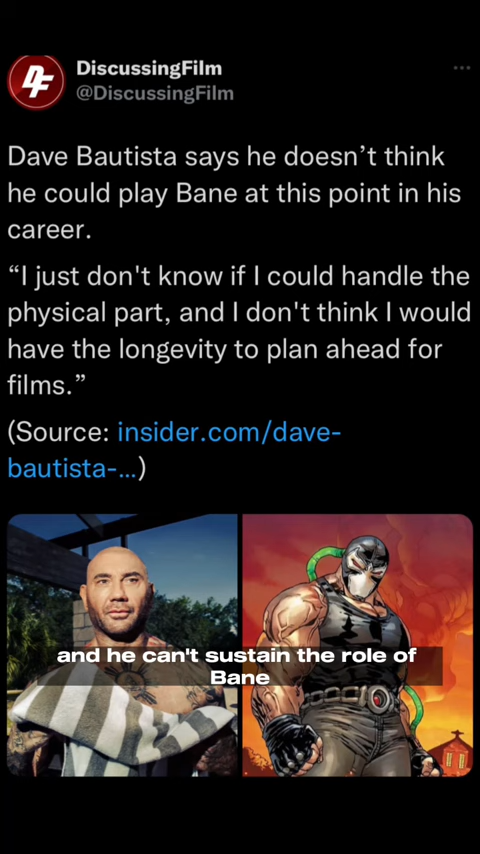 DiscussingFilm
@DiscussingFilm
Dave Bautista says he doesn’t think
he could play Bane at this point in his
career.
“I just don't know if I could handle the
physical part, and I don't think I would
have the longevity to plan ahead for
films.”
(Source: insider.com/dave-
bautista-...)
and he can't sustain the role of
Bane